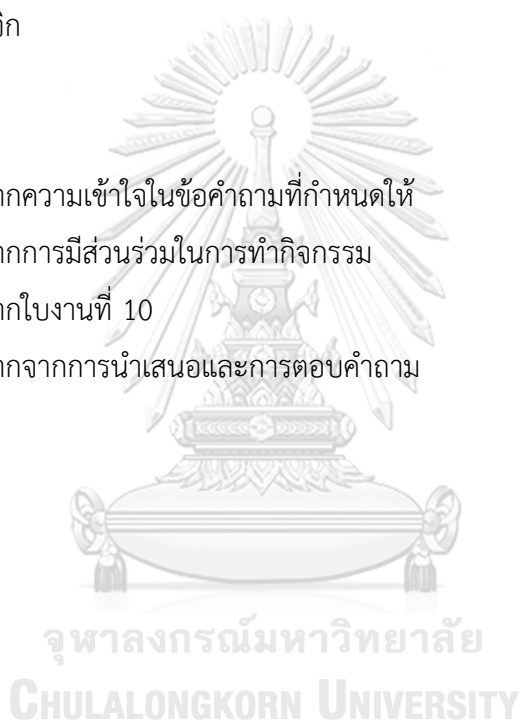 ากความเข้าใจในข้อคำถามที่กำหนดให้
ากการมีส่วนร่วมในการทำกิจกรรม
ากใบงานที่ 10
ากจากการนำเสนอและการตอบคำถาม
จุฬาลงกรณ์มหาวิทยาลัย
CHULALONGKORN UNIVERSITY